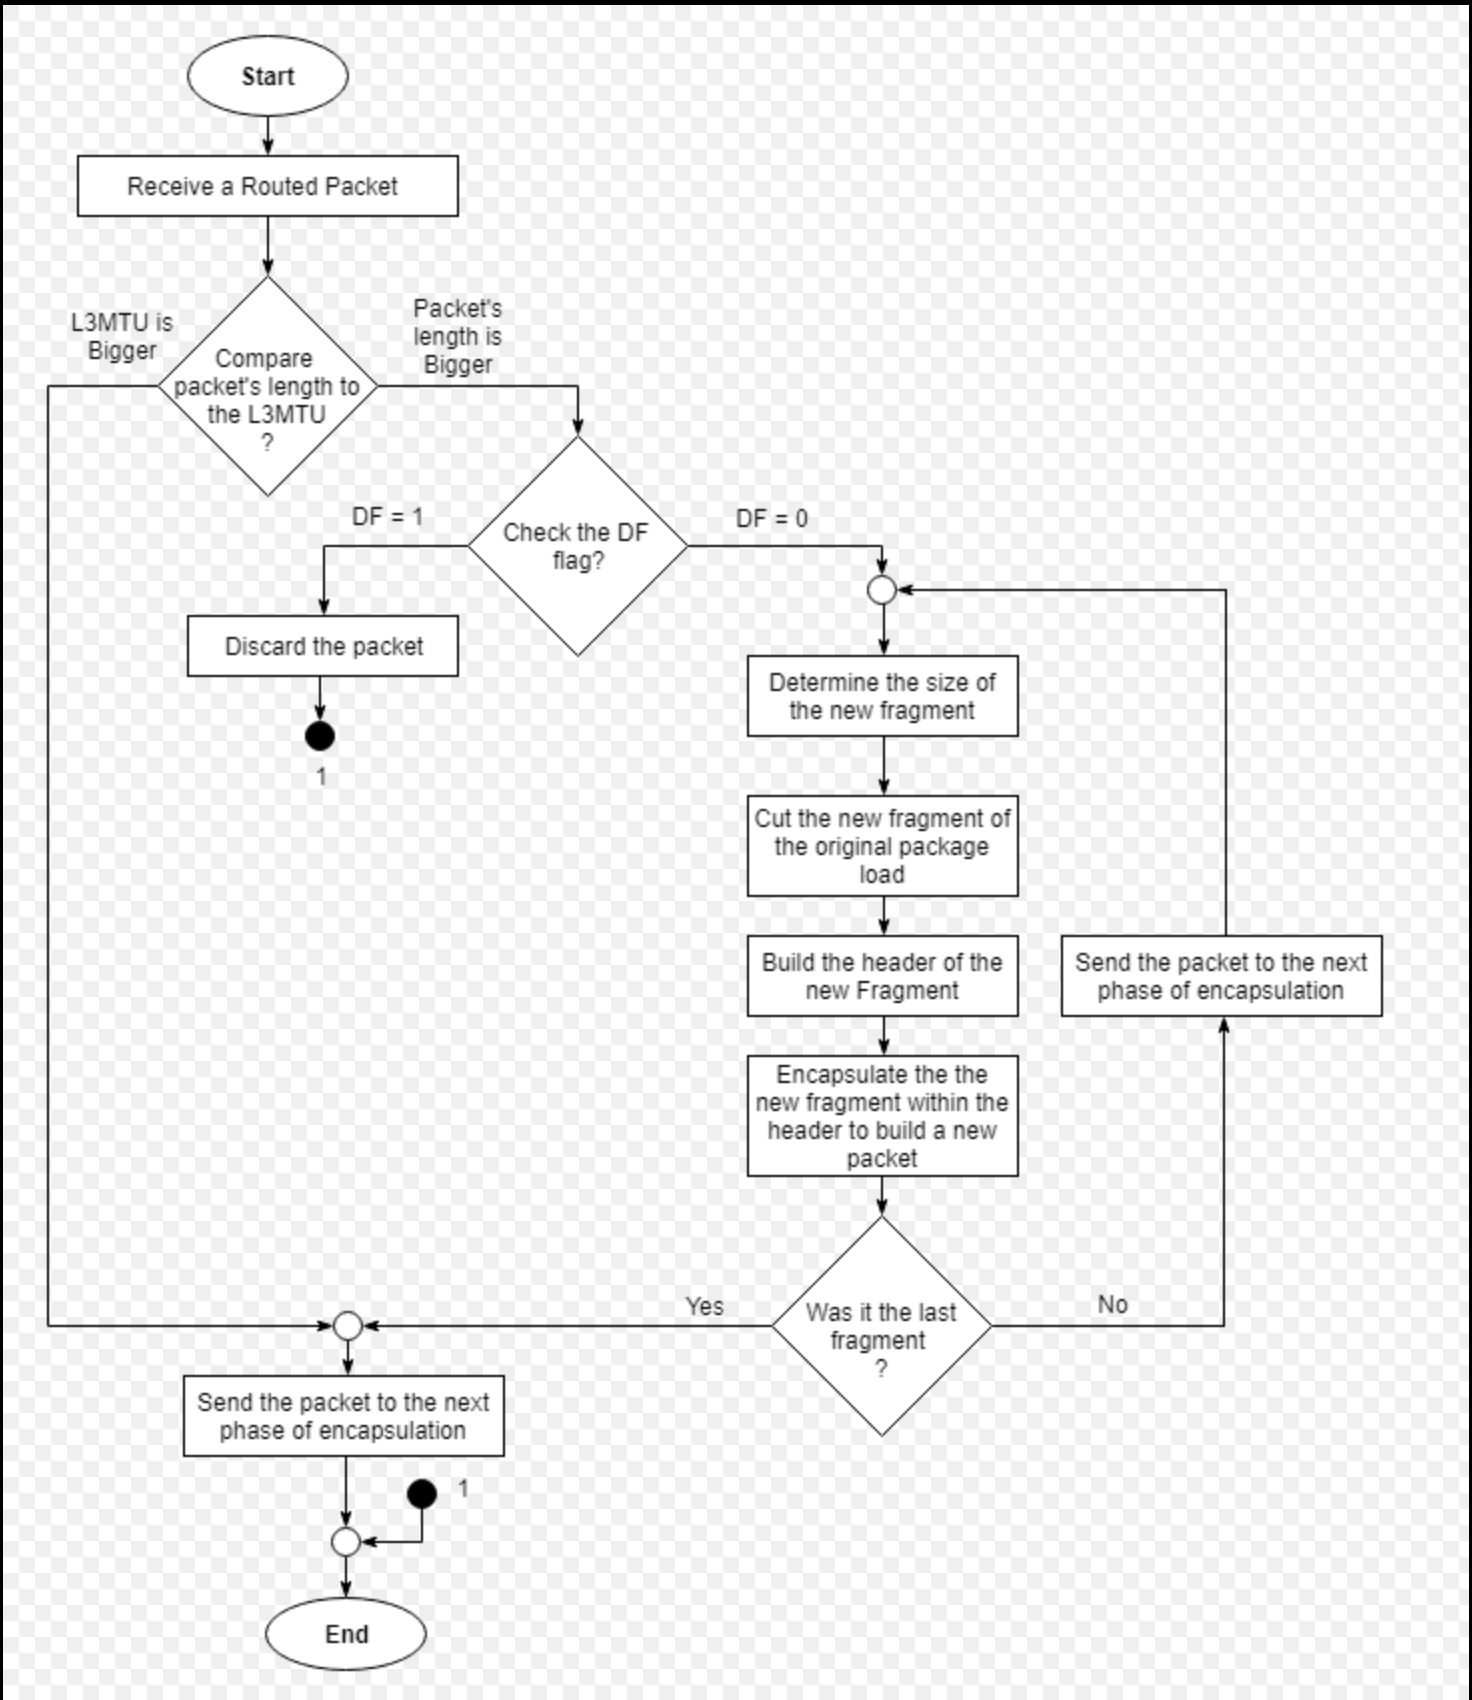 Start
Receive a Routed Packet
L3MTU is
Bigger
Packet's
length is
Bigger
Compare
packet's length to
the L3MTU
?
DF = 1
Check the DF
flag?
DF = 0
Discard the packet
1
Determine the size of
the new fragment
Cut the new fragment of
the original package
load
Build the header of the
new Fragment
Send the packet to the next
phase of encapsulation
Encapsulate the the
new fragment within the
header to build a new
packet
Yes
Was it the last
fragment
?
No
Send the packet to the next
phase of encapsulation
1
End